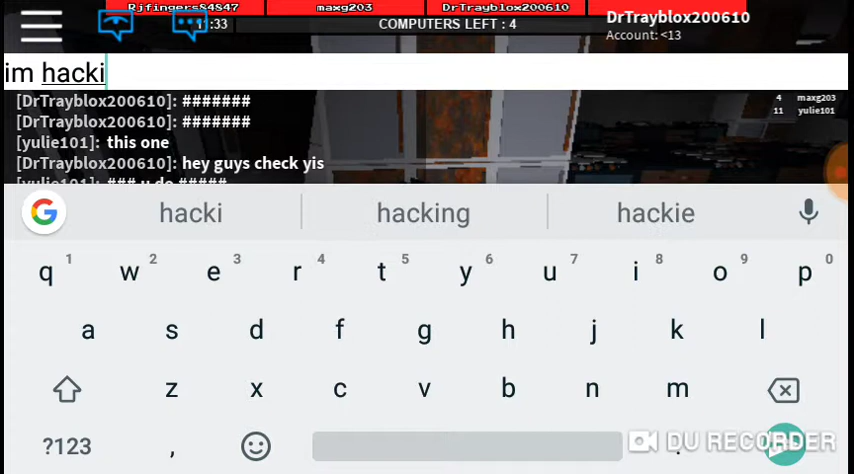 Rjfingers84847 maxg203 DrTrayblox200610
:33 COMPUTERS LEFT : 4
DrTrayblox200610
Account: <13
im hacki
[DrTrayblox200610]: #######
[DrTrayblox200610]: #######
[yulie101]: this one
[DrTrayblox200610]: hey guys check yis
[yulie101]: ### u do #####
4 maxg203
11 yulie101
hacki hacking hackie
q 1 w 2 e 3 r 4 t 5 y 6 u 7 i 8 o 9 p 0
a s d f g h j k l
z x c v b n m
?123 , .
DU RECORDER